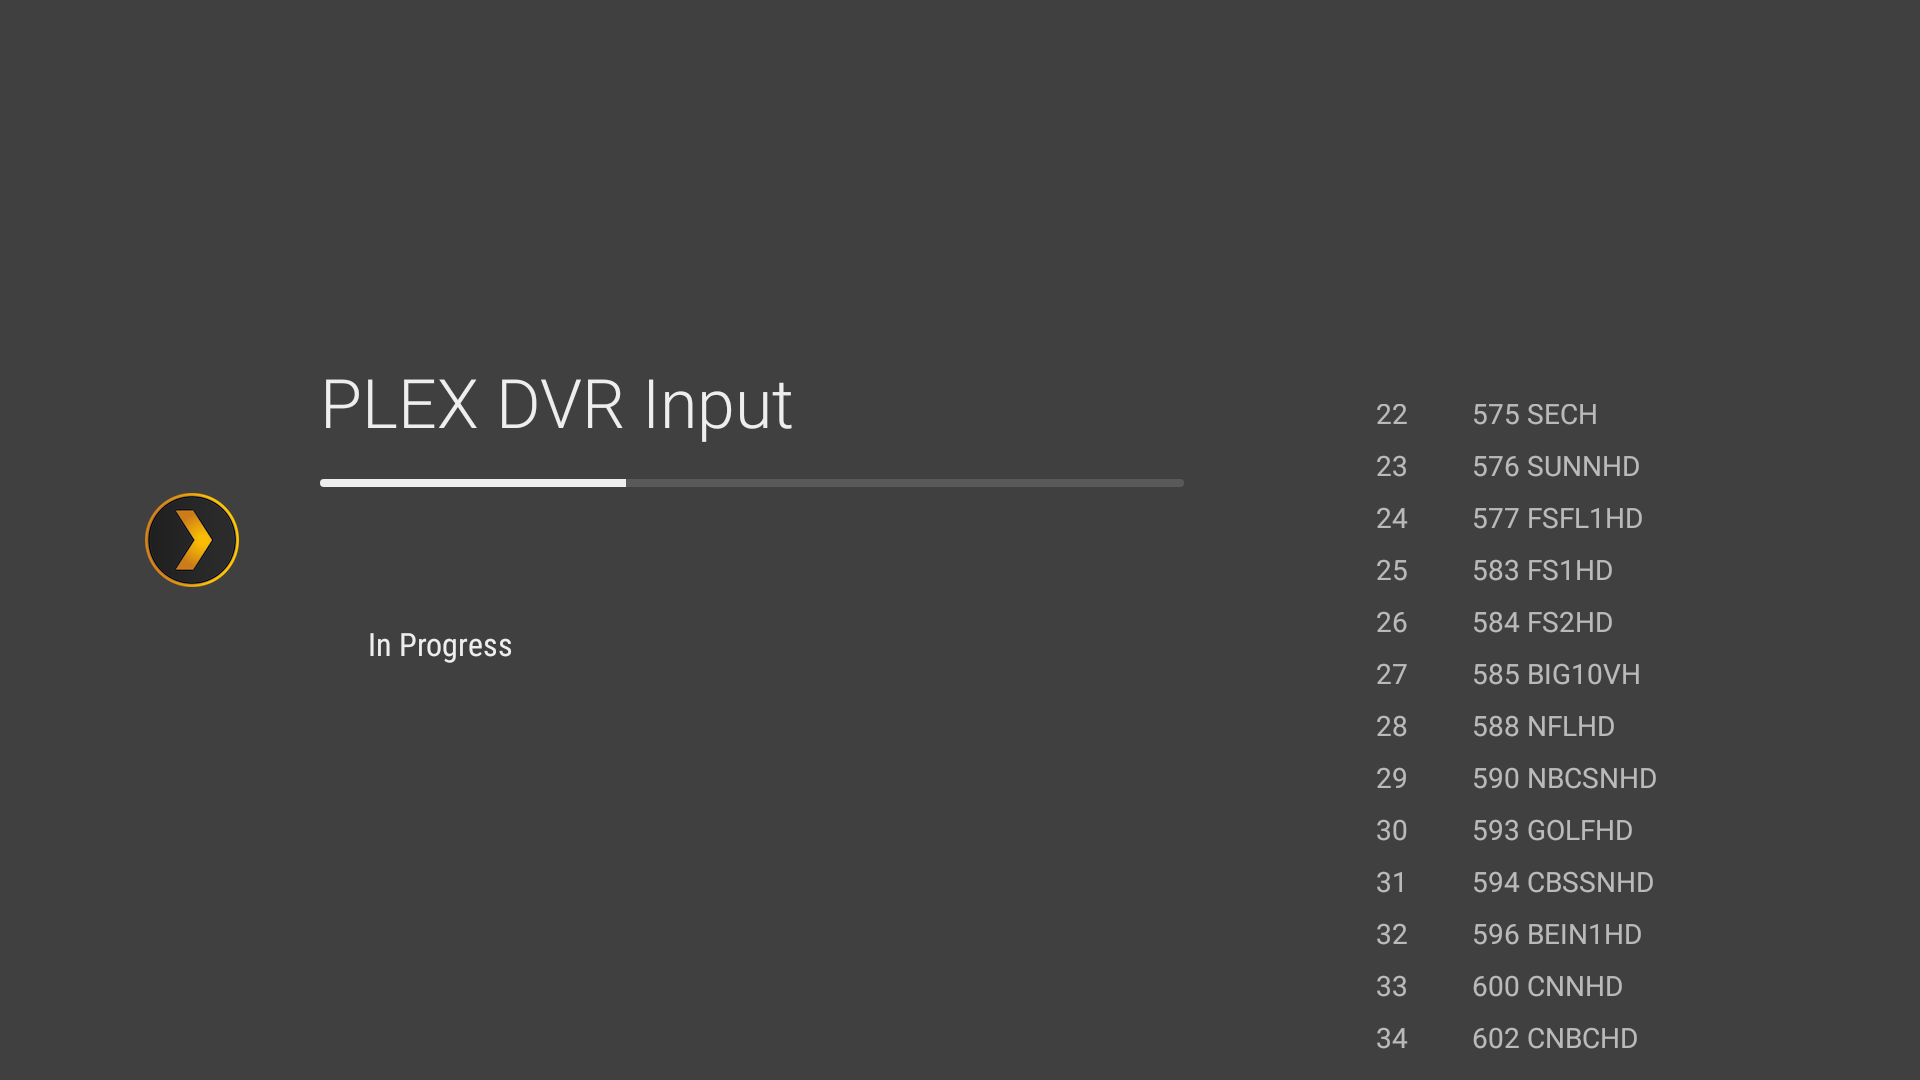 PLEX DVR Input
In Progress
22 575 SECH
23 576 SUNNHD
24 577 FSFL1HD
25 583 FS1HD
26 584 FS2HD
27 585 BIG10VH
28 588 NFLHD
29 590 NBCSNHD
30 593 GOLFHD
31 594 CBSSNHD
32 596 BEIN1HD
33 600 CNNHD
34 602 CNBCHD